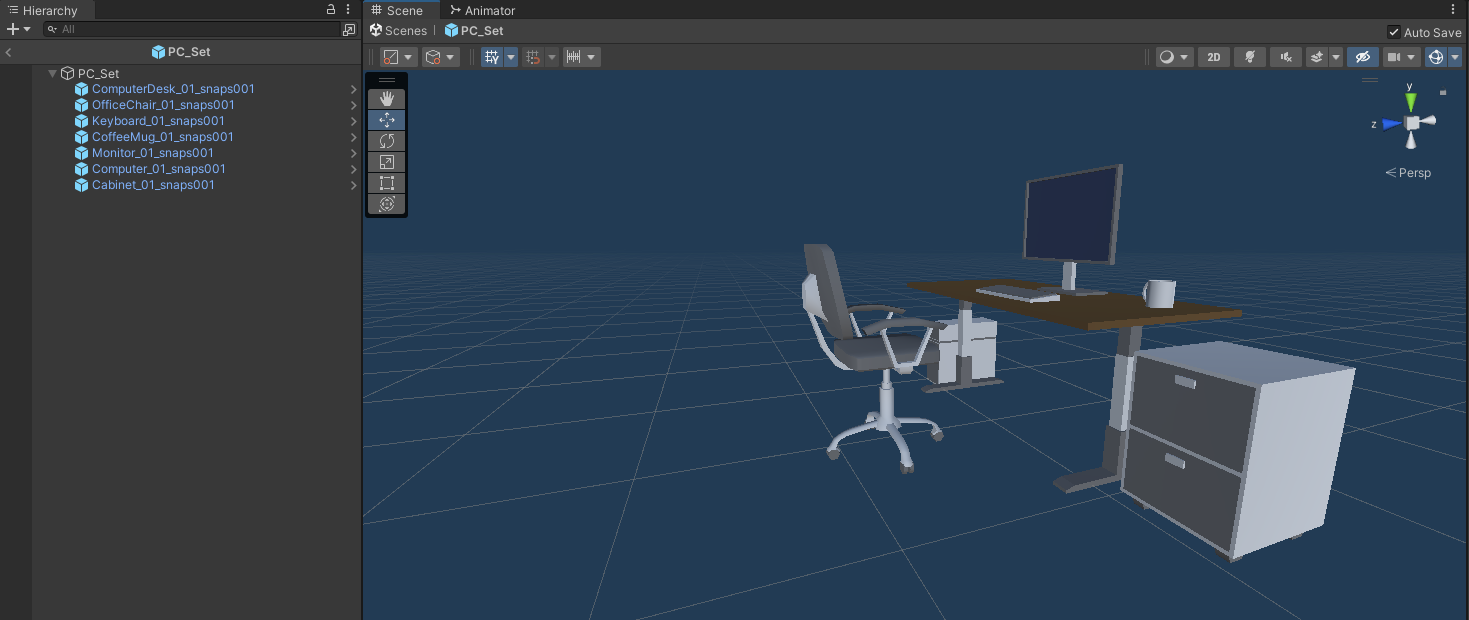 Hierarchy
All
PC_Set
PC_Set
ComputerDesk_01_snaps001
OfficeChair_01_snaps001
Keyboard_01_snaps001
CoffeeMug_01_snaps001
Monitor_01_snaps001
Computer_01_snaps001
Cabinet_01_snaps001
Scene Animator
Scenes | PC_Set Auto Save
2D
y
z
Persp